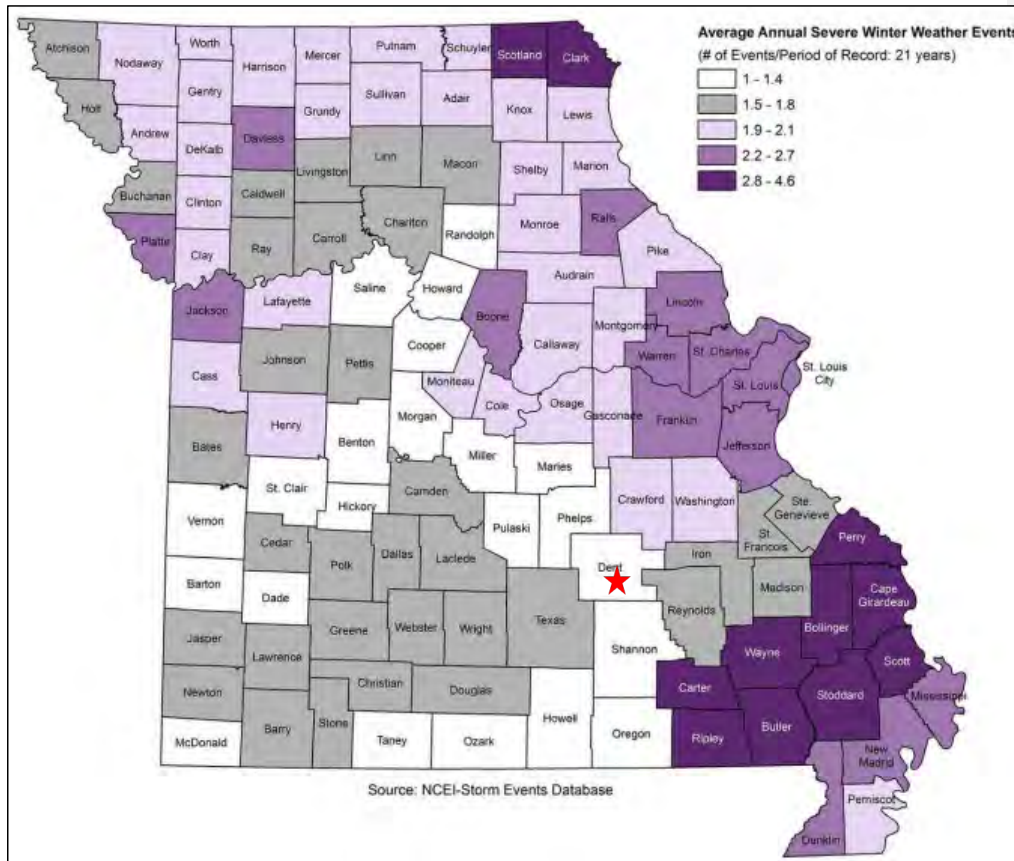 Average Annual Severe Winter Weather Events
(# of Events/Period of Record: 21 years)
1 - 1.4
1.5 - 1.8
1.9 - 2.1
2.2 - 2.7
2.8 - 4.6
Atchison
Nodaway
Worth
Harrison
Mercer
Putnam
Schuyler
Scotland
Clark
Holt
Gentry
Sullivan
Adair
Knox
Lewis
Andrew
DeKalb
Daviess
Grundy
Linn
Macon
Shelby
Marion
Buchanan
Clinton
Caldwell
Livingston
Chariton
Randolph
Monroe
Ralls
Platte
Clay
Ray
Carroll
Pike
Audrain
Saline
Howard
Jackson
Lafayette
Boone
Lincoln
Montgomery
Cooper
Callaway
Warren
St. Charles
Johnson
Pettis
St. Louis
City
Cass
Moniteau
St. Louis
Cole
Osage
Gasconade
Franklin
Henry
Morgan
Jefferson
Bates
Benton
Miller
Maries
St. Clair
Camden
Crawford
Washington
Ste.
Genevieve
Hickory
Phelps
Vernon
Pulaski
St.
Francois
Perry
Cedar
Dallas
Laclede
Iron
Polk
Dent
Barton
Madison
Cape
Girardeau
Dade
Reynolds
Texas
Bollinger
Jasper
Greene
Webster
Wright
Shannon
Wayne
Lawrence
Scott
Carter
Stoddard
Newton
Christian
Douglas
Mississippi
Barry
Stone
Howell
Oregon
Ripley
Butler
McDonald
Taney
Ozark
New
Madrid
Pemiscot
Dunklin
Source: NCEI-Storm Events Database